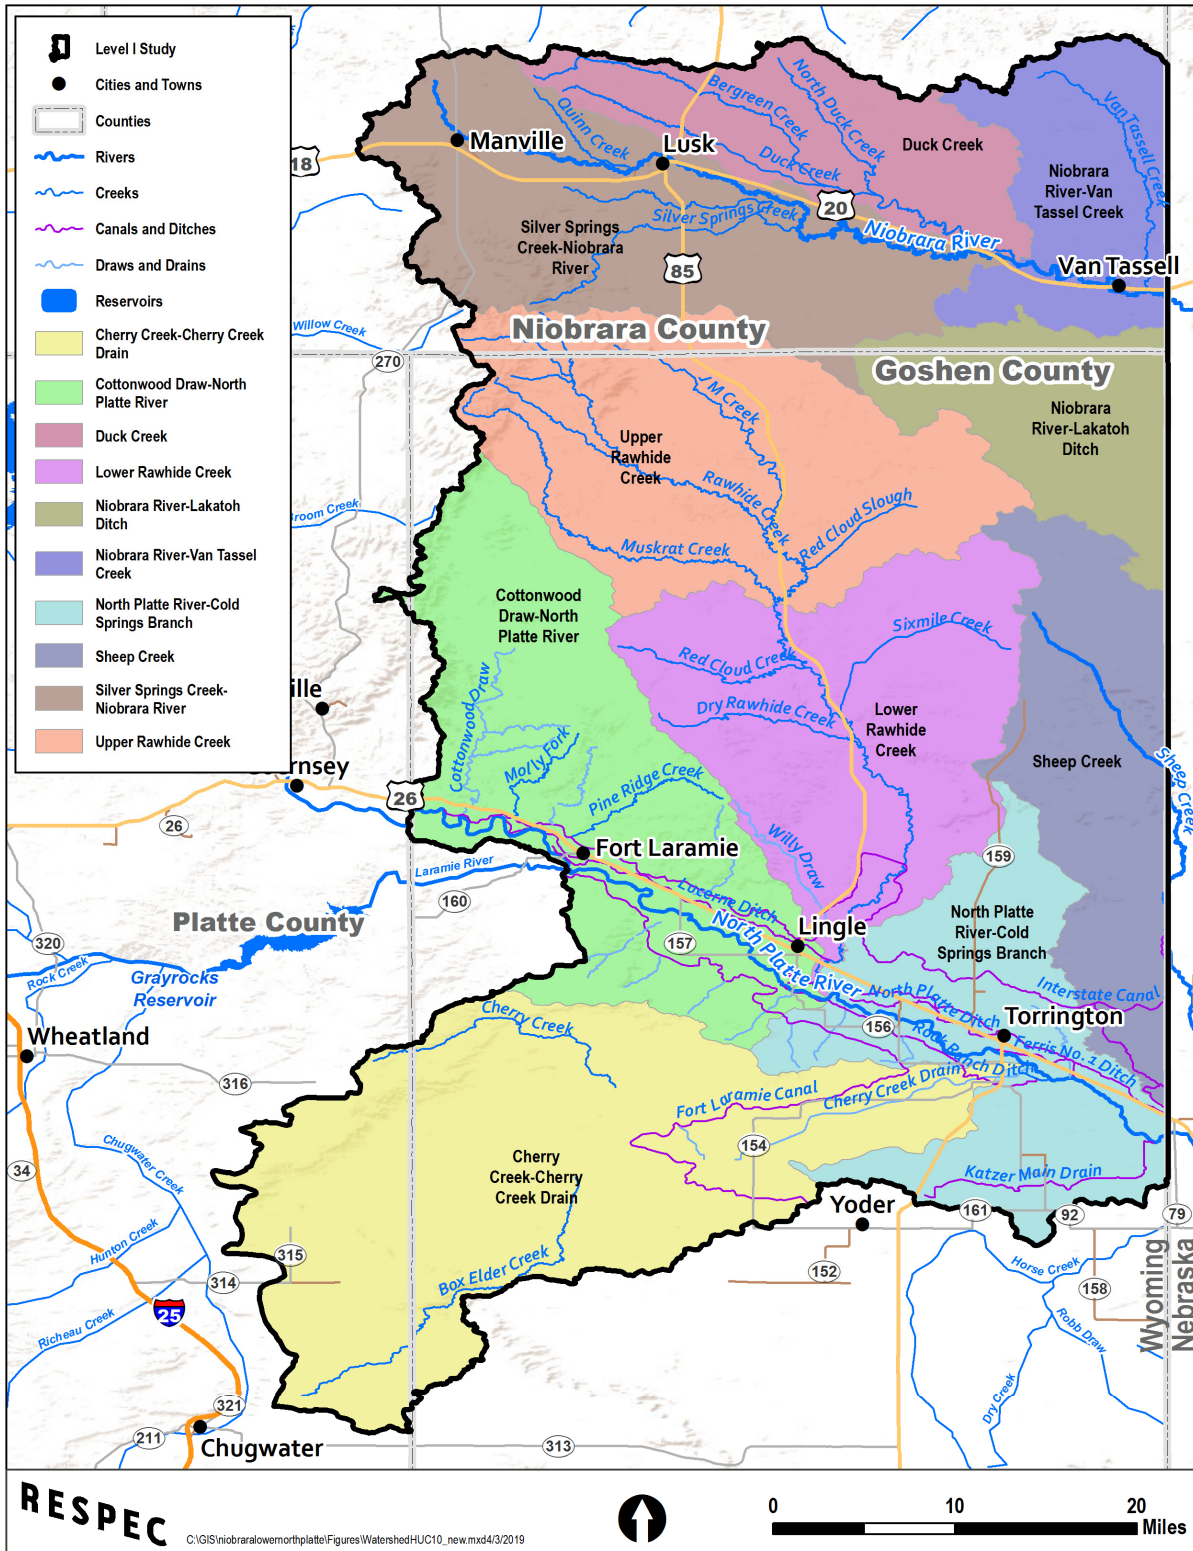 Level I Study
Cities and Towns
Counties
Rivers
Creeks
Canals and Ditches
Draws and Drains
Reservoirs
Cherry Creek-Cherry Creek
Drain
Cottonwood Draw-North
Platte River
Duck Creek
Lower Rawhide Creek
Niobrara River-Lakatoh
Ditch
Niobrara River-Van Tassel
Creek
North Platte River-Cold
Springs Branch
Sheep Creek
Silver Springs Creek-
Niobrara River
Upper Rawhide Creek
18
Manville
Lusk
Quinn Creek
Bergreen Creek
North Duck Creek
Duck Creek
Duck Creek
Van Tassell Creek
Niobrara
River-Van
Tassel Creek
20
Silver Springs Creek
Silver Springs
Creek-Niobrara
River
Niobrara River
85
Van Tassell
Willow Creek
Niobrara County
270
Goshen County
J M Creek
Niobrara
River-Lakatoh
Ditch
Upper
Rawhide
Creek
Rawhide Creek
Red Cloud Slough
Broom Creek
Muskrat Creek
Cottonwood
Draw-North
Platte River
Sixmile Creek
Red Cloud Creek
Cottonwood Draw
Dry Rawhide Creek
Lower
Rawhide
Creek
ille
Molly Fork
Sheep Creek
Sheep Creek
Guernsey
26
Pine Ridge Creek
26
Willy Draw
Fort Laramie
159
Laramie River
160
Lucerne Ditch
Platte County
North Platte
River-Cold
Springs Branch
Lingle
157
North Platte River
320
Rock Creek
Grayrocks
Reservoir
Interstate Canal
North Platte Ditch
Cherry Creek
156
Torrington
Wheatland
Rock Ranch Ditch
Ferris No. 1 Ditch
316
Fort Laramie Canal
Cherry Creek Drain
154
Chugwater Creek
34
Cherry
Creek-Cherry
Creek Drain
Katzer Main Drain
Yoder
161
92
79
Hunton Creek
315
Box Elder Creek
314
152
Horse Creek
158
Wyoming
Nebraska
25
Richeau Creek
Robb Draw
Dry Creek
321
211
Chugwater
313
RESPEC
C:\GIS\niobraralowernorthplatte\Figures\WatershedHUC10_new.mxd4/3/2019
0
10
20
Miles